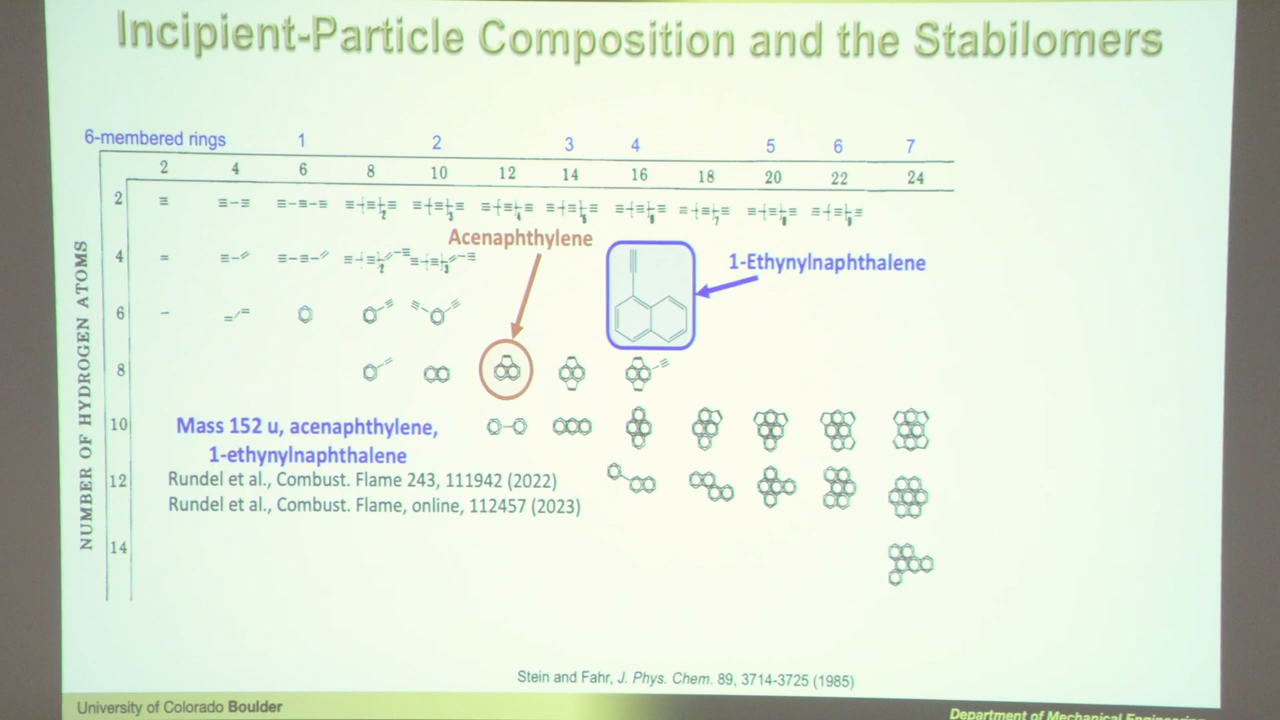 Incipient-Particle Composition and the Stabilomers
6-membered rings 1 2 3 4 5 6 7
2 4 6 8 10 12 14 16 18 20 22 24
2
Acenaphthylene
4
1-Ethynylnaphthalene
6
8
10
Mass 152 u, acenaphthylene,
1-ethynylnaphthalene
12
Rundel et al., Combust. Flame 243, 111942 (2022)
Rundel et al., Combust. Flame, online, 112457 (2023)
14
NUMBER OF HYDROGEN ATOMS
Stein and Fahr, J. Phys. Chem. 89, 3714-3725 (1985)
University of Colorado Boulder
Department of Mechanical